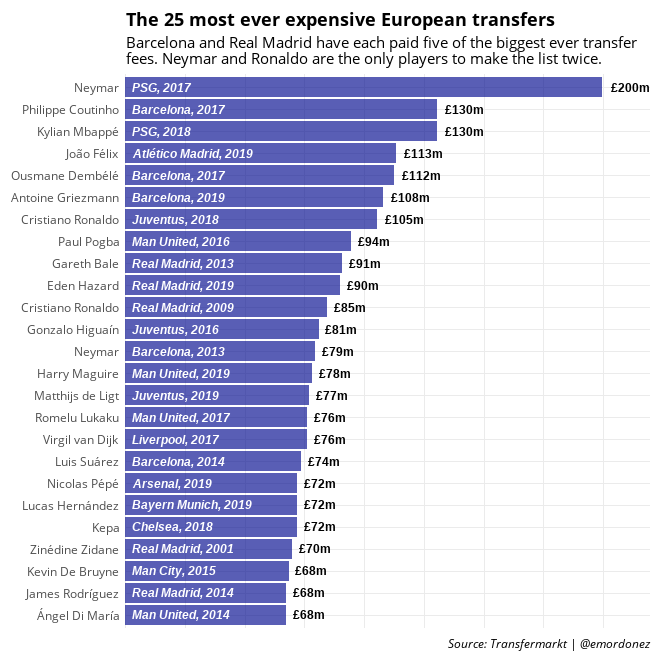 The 25 most ever expensive European transfers
Barcelona and Real Madrid have each paid five of the biggest ever transfer
fees. Neymar and Ronaldo are the only players to make the list twice.
Neymar PSG, 2017 £200m
Philippe Coutinho Barcelona, 2017 £130m
Kylian Mbappé PSG, 2018 £130m
João Félix Atlético Madrid, 2019 £113m
Ousmane Dembélé Barcelona, 2017 £112m
Antoine Griezmann Barcelona, 2019 £108m
Cristiano Ronaldo Juventus, 2018 £105m
Paul Pogba Man United, 2016 £94m
Gareth Bale Real Madrid, 2013 £91m
Eden Hazard Real Madrid, 2019 £90m
Cristiano Ronaldo Real Madrid, 2009 £85m
Gonzalo Higuaín Juventus, 2016 £81m
Neymar Barcelona, 2013 £79m
Harry Maguire Man United, 2019 £78m
Matthijs de Ligt Juventus, 2019 £77m
Romelu Lukaku Man United, 2017 £76m
Virgil van Dijk Liverpool, 2017 £76m
Luis Suárez Barcelona, 2014 £74m
Nicolas Pépé Arsenal, 2019 £72m
Lucas Hernández Bayern Munich, 2019 £72m
Kepa Chelsea, 2018 £72m
Zinédine Zidane Real Madrid, 2001 £70m
Kevin De Bruyne Man City, 2015 £68m
James Rodríguez Real Madrid, 2014 £68m
Ángel Di María Man United, 2014 £68m
Source: Transfermarkt | @emordonez